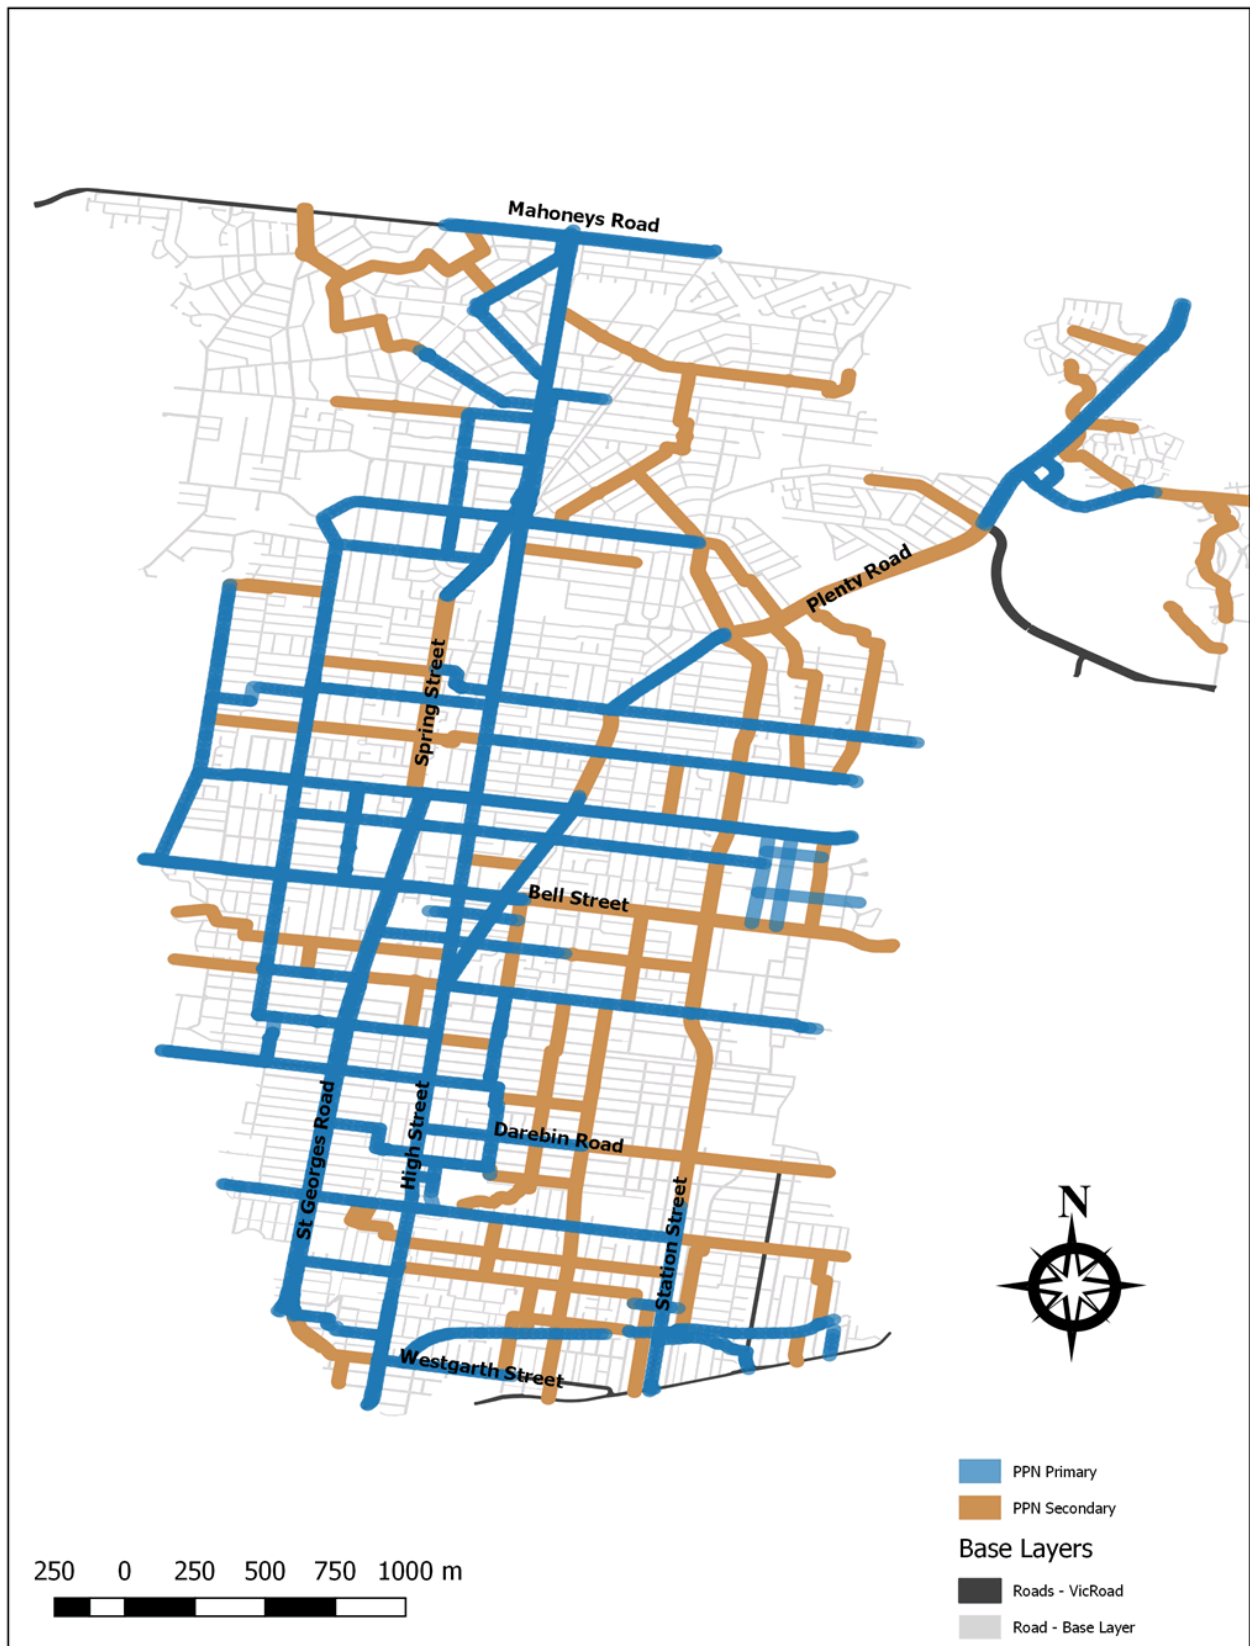 Mahoneys Road
Plenty Road
Spring Street
Bell Street
St Georges Road
High Street
Darebin Road
Station Street
Westgarth Street
N
PPN Primary
PPN Secondary
Base Layers
Roads - VicRoad
Road - Base Layer
250 0 250 500 750 1000 m